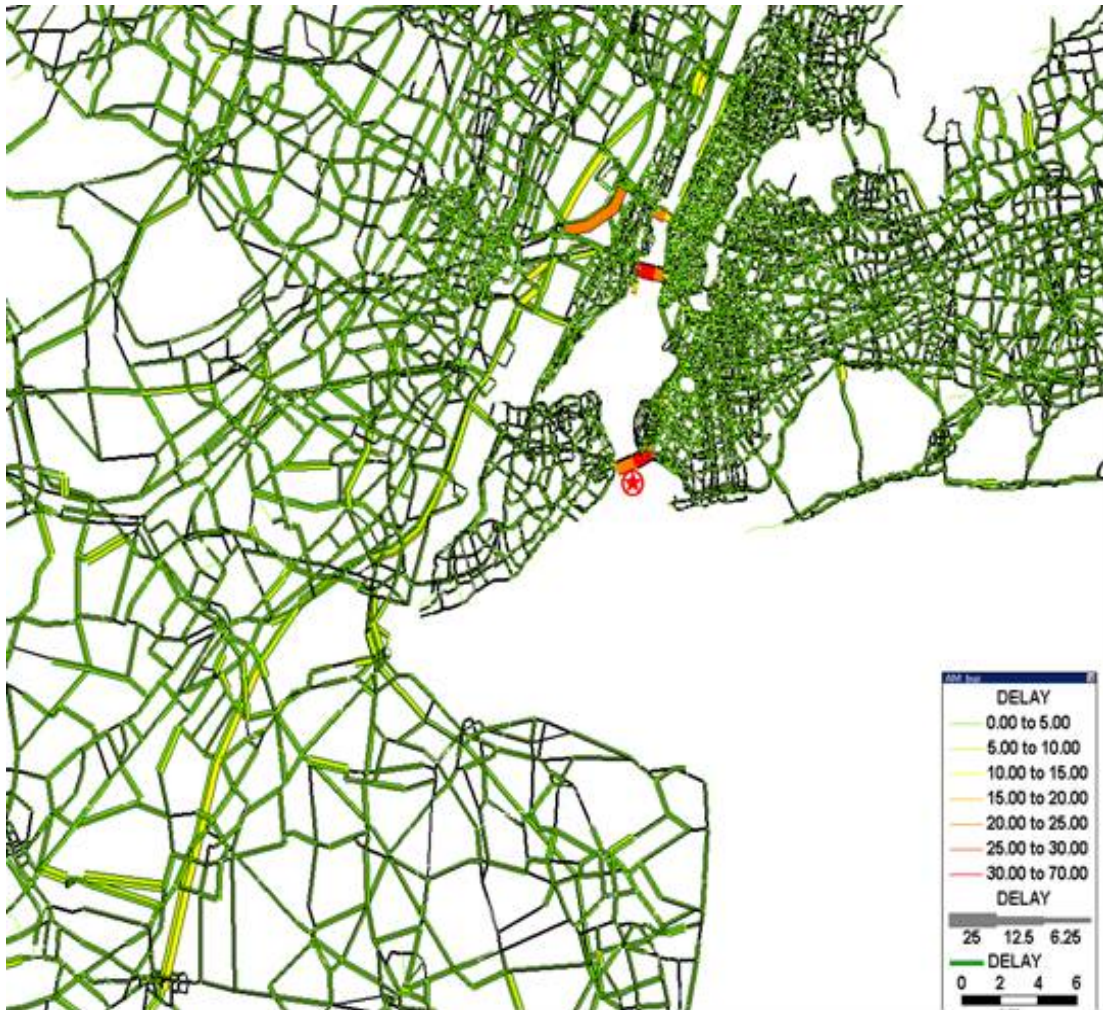 DELAY
0.00 to 5.00
5.00 to 10.00
10.00 to 15.00
15.00 to 20.00
20.00 to 25.00
25.00 to 30.00
30.00 to 70.00
DELAY
25 12.5 6.25
DELAY
0 2 4 6